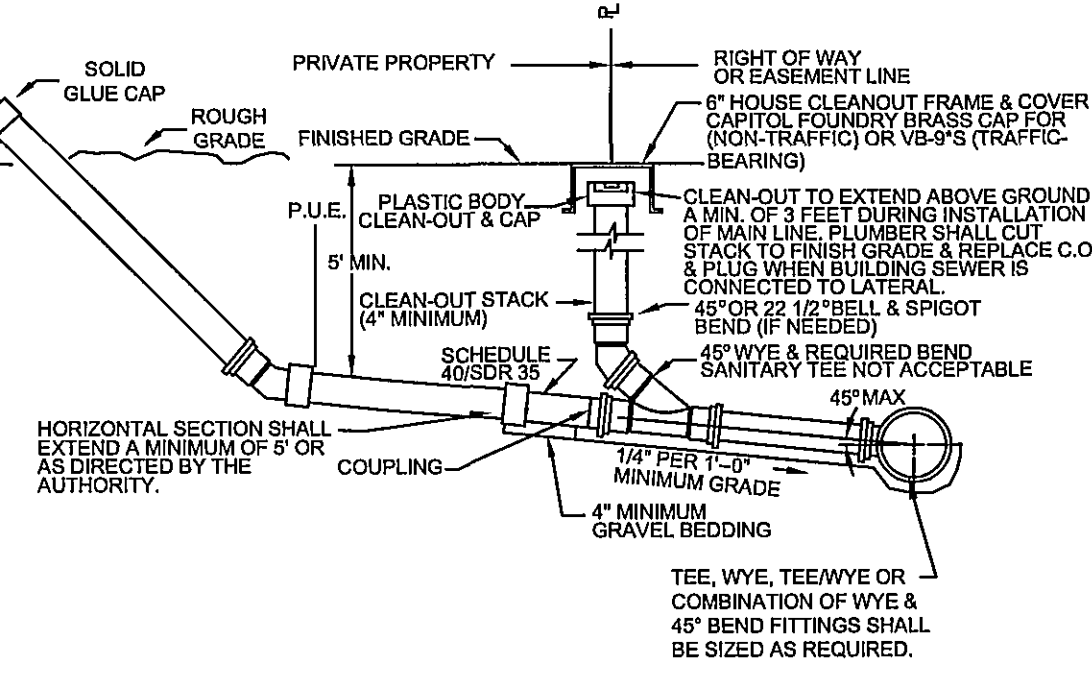 R
PRIVATE PROPERTY
RIGHT OF WAY
OR EASEMENT LINE
SOLID
GLUE CAP
ROUGH
GRADE
FINISHED GRADE
6" HOUSE CLEANOUT FRAME & COVER
CAPITOL FOUNDRY BRASS CAP FOR
(NON-TRAFFIC) OR VB-9*S (TRAFFIC-
BEARING)
P.U.E.
5' MIN.
PLASTIC BODY
CLEAN-OUT & CAP
CLEAN-OUT TO EXTEND ABOVE GROUND
A MIN. OF 3 FEET DURING INSTALLATION
OF MAIN LINE. PLUMBER SHALL CUT
STACK TO FINISH GRADE & REPLACE C.O
& PLUG WHEN BUILDING SEWER IS
CONNECTED TO LATERAL.
CLEAN-OUT STACK
(4" MINIMUM)
45° OR 22 1/2° BELL & SPIGOT
BEND (IF NEEDED)
SCHEDULE
40/SDR 35
45° WYE & REQUIRED BEND
SANITARY TEE NOT ACCEPTABLE
45° MAX
HORIZONTAL SECTION SHALL
EXTEND A MINIMUM OF 5' OR
AS DIRECTED BY THE
AUTHORITY.
COUPLING
1/4" PER 1'-0"
MINIMUM GRADE
4" MINIMUM
GRAVEL BEDDING
TEE, WYE, TEE/WYE OR
COMBINATION OF WYE &
45° BEND FITTINGS SHALL
BE SIZED AS REQUIRED.